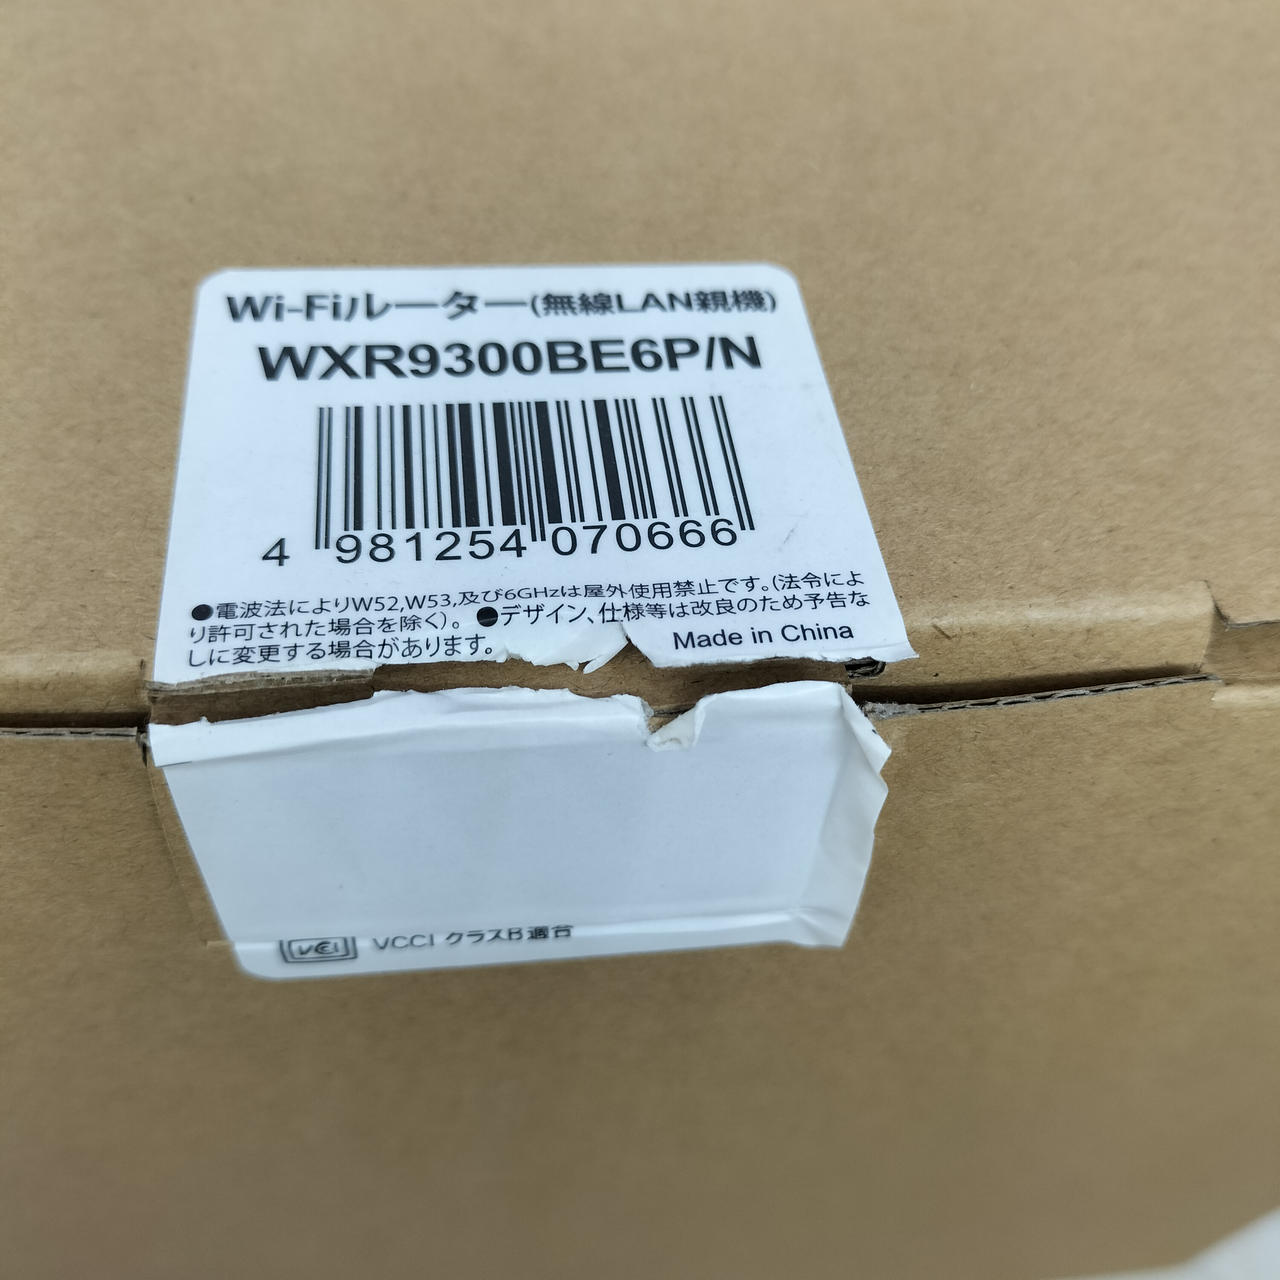 Wi-Fiルーター(無線LAN親機)
WXR9300BE6P/N
4 981254 070666
●電波法によりW52,W53,及び6GHzは屋外使用禁止です。(法令によ
り許可された場合を除く)。 ●デザイン、仕様等は改良のため予告な
しに変更する場合があります。
Made in China
VCCI VCCI クラスB適合